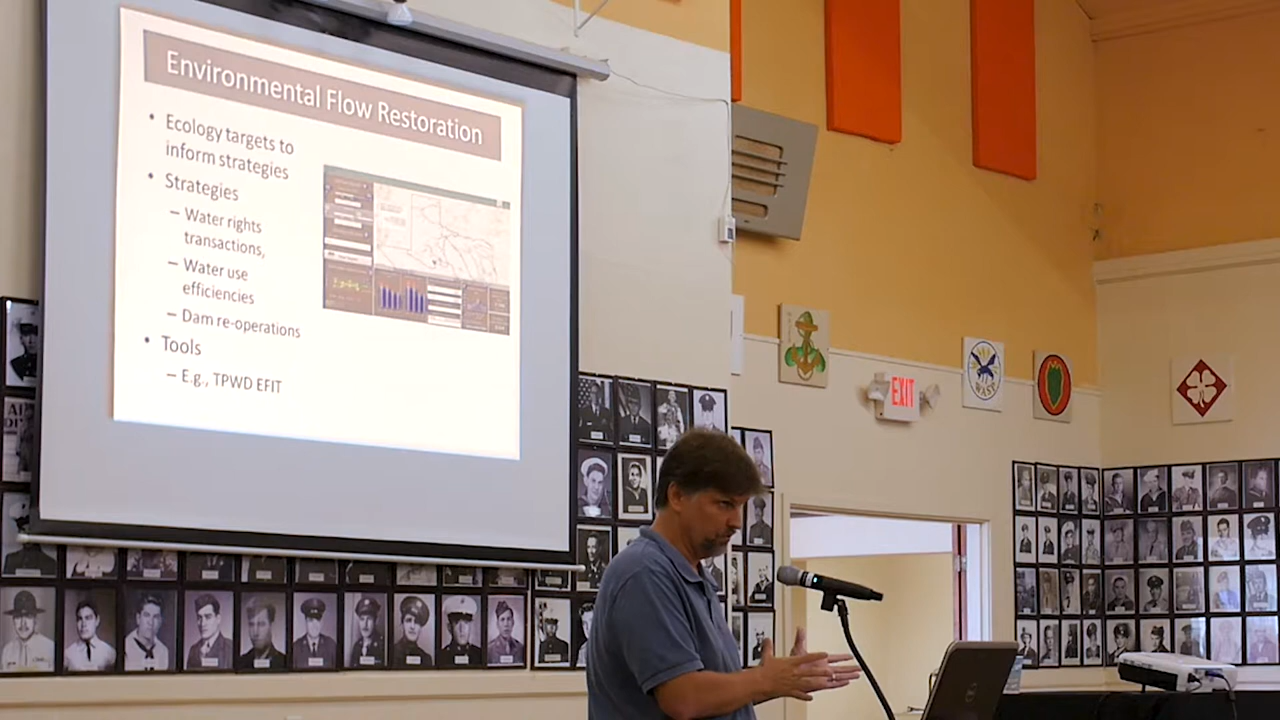 Environmental Flow Restoration
• Ecology targets to
inform strategies
• Strategies
– Water rights
transactions,
– Water use
efficiencies
– Dam re-operations
• Tools
– E.g., TPWD EFIT
EXIT
WASP